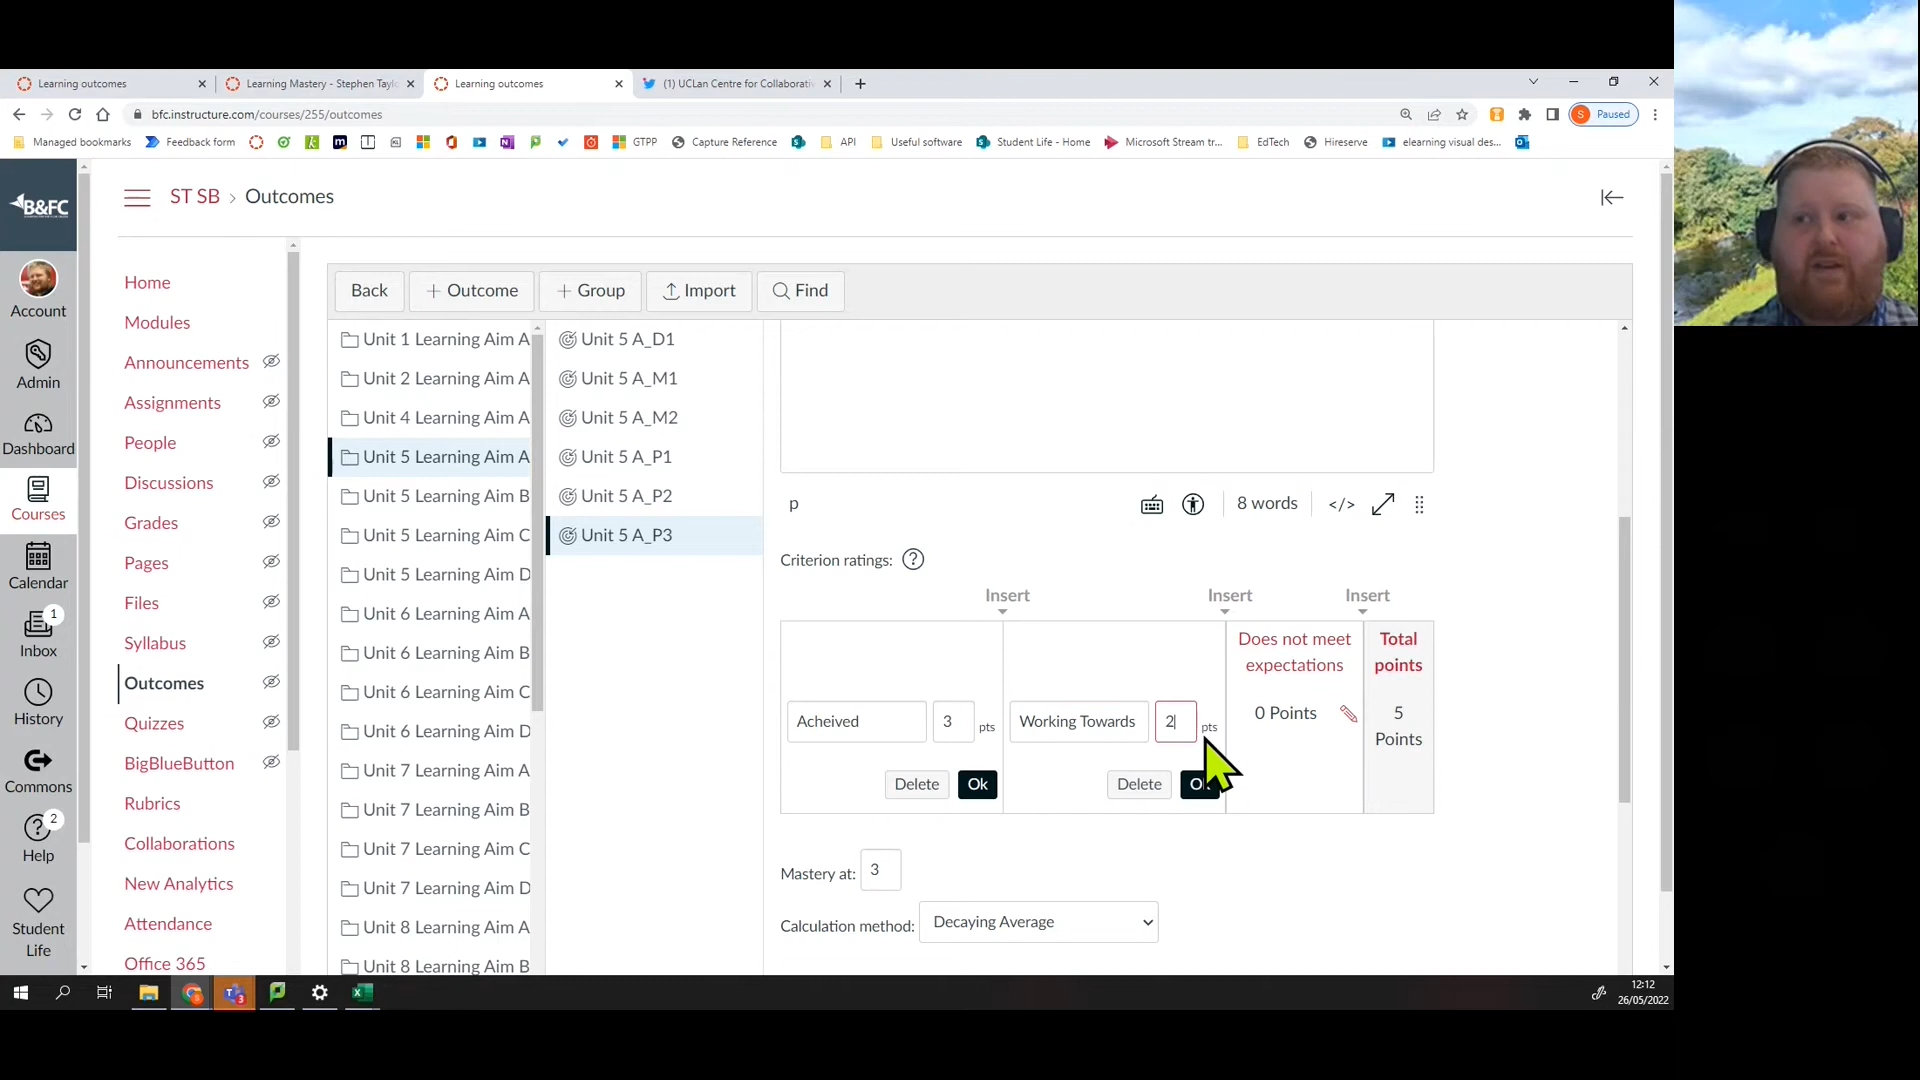 Learning outcomes
Learning Mastery - Stephen Taylo
Learning outcomes
(1) UCLan Centre for Collaborati
bfc.instructure.com/courses/255/outcomes
S Paused
Managed bookmarks
Feedback form
GTPP
Capture Reference
API
Useful software
Student Life - Home
Microsoft Stream tr...
EdTech
Hireserve
elearning visual des...
B&FC
ST SB › Outcomes
Account
Admin
Dashboard
Courses
Calendar
1
Inbox
History
Commons
2
Help
Student
Life
Home
Modules
Announcements
Assignments
People
Discussions
Grades
Pages
Files
Syllabus
Outcomes
Quizzes
BigBlueButton
Rubrics
Collaborations
New Analytics
Attendance
Office 365
Back
+ Outcome
+ Group
Import
Find
Unit 1 Learning Aim A
Unit 2 Learning Aim A
Unit 4 Learning Aim A
Unit 5 Learning Aim A
Unit 5 Learning Aim B
Unit 5 Learning Aim C
Unit 5 Learning Aim D
Unit 6 Learning Aim A
Unit 6 Learning Aim B
Unit 6 Learning Aim C
Unit 6 Learning Aim D
Unit 7 Learning Aim A
Unit 7 Learning Aim B
Unit 7 Learning Aim C
Unit 7 Learning Aim D
Unit 8 Learning Aim A
Unit 8 Learning Aim B
Unit 5 A_D1
Unit 5 A_M1
Unit 5 A_M2
Unit 5 A_P1
Unit 5 A_P2
Unit 5 A_P3
p
8 words
</>
Criterion ratings:
Insert
Insert
Insert
Acheived 3 pts
Delete Ok
Working Towards 2 pts
Delete Ok
Does not meet
expectations
0 Points
Total
points
5
Points
Mastery at: 3
Calculation method: Decaying Average
12:12
26/05/2022